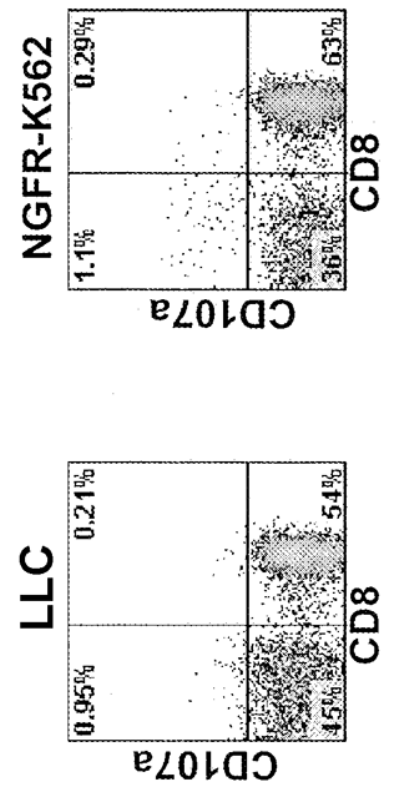 NGFR-K562
1.1%
0.29%
36%
63%
CD107a
CD8
LLC
0.95%
0.21%
45%
54%
CD107a
CD8